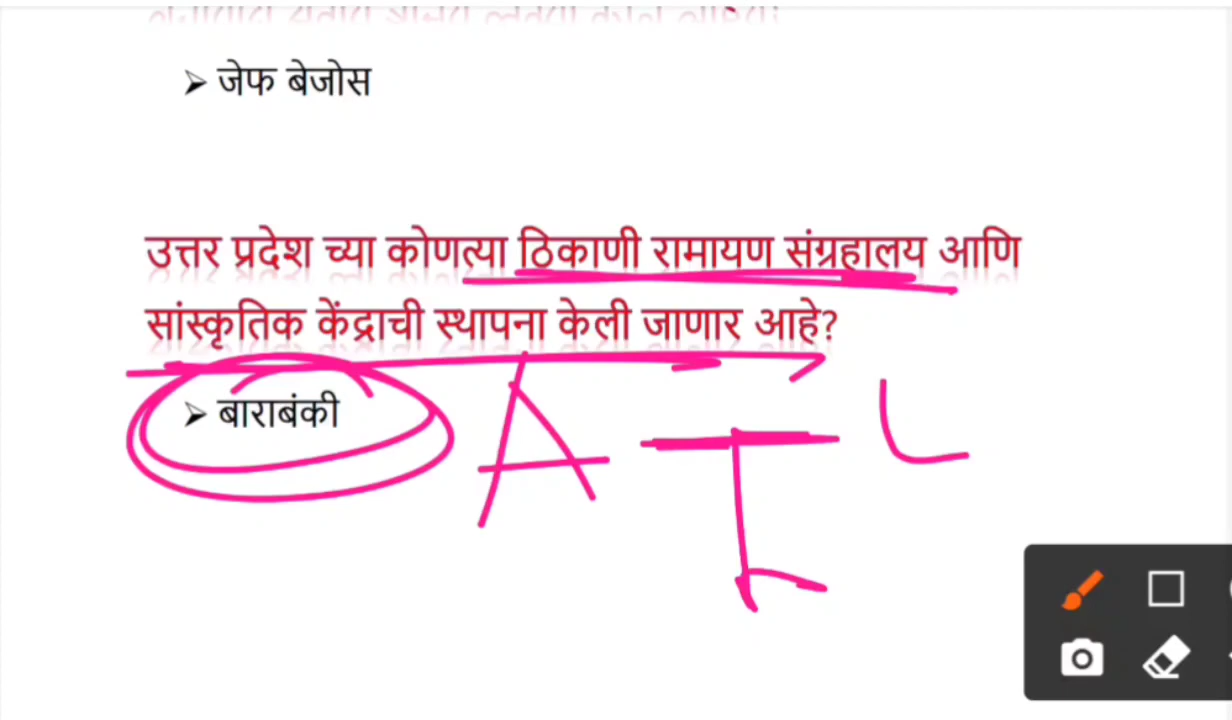 ➢ जेफ बेजोस
उत्तर प्रदेश च्या कोणत्या ठिकाणी रामायण संग्रहालय आणि
सांस्कृतिक केंद्राची स्थापना केली जाणार आहे?
➢ बाराबंकी